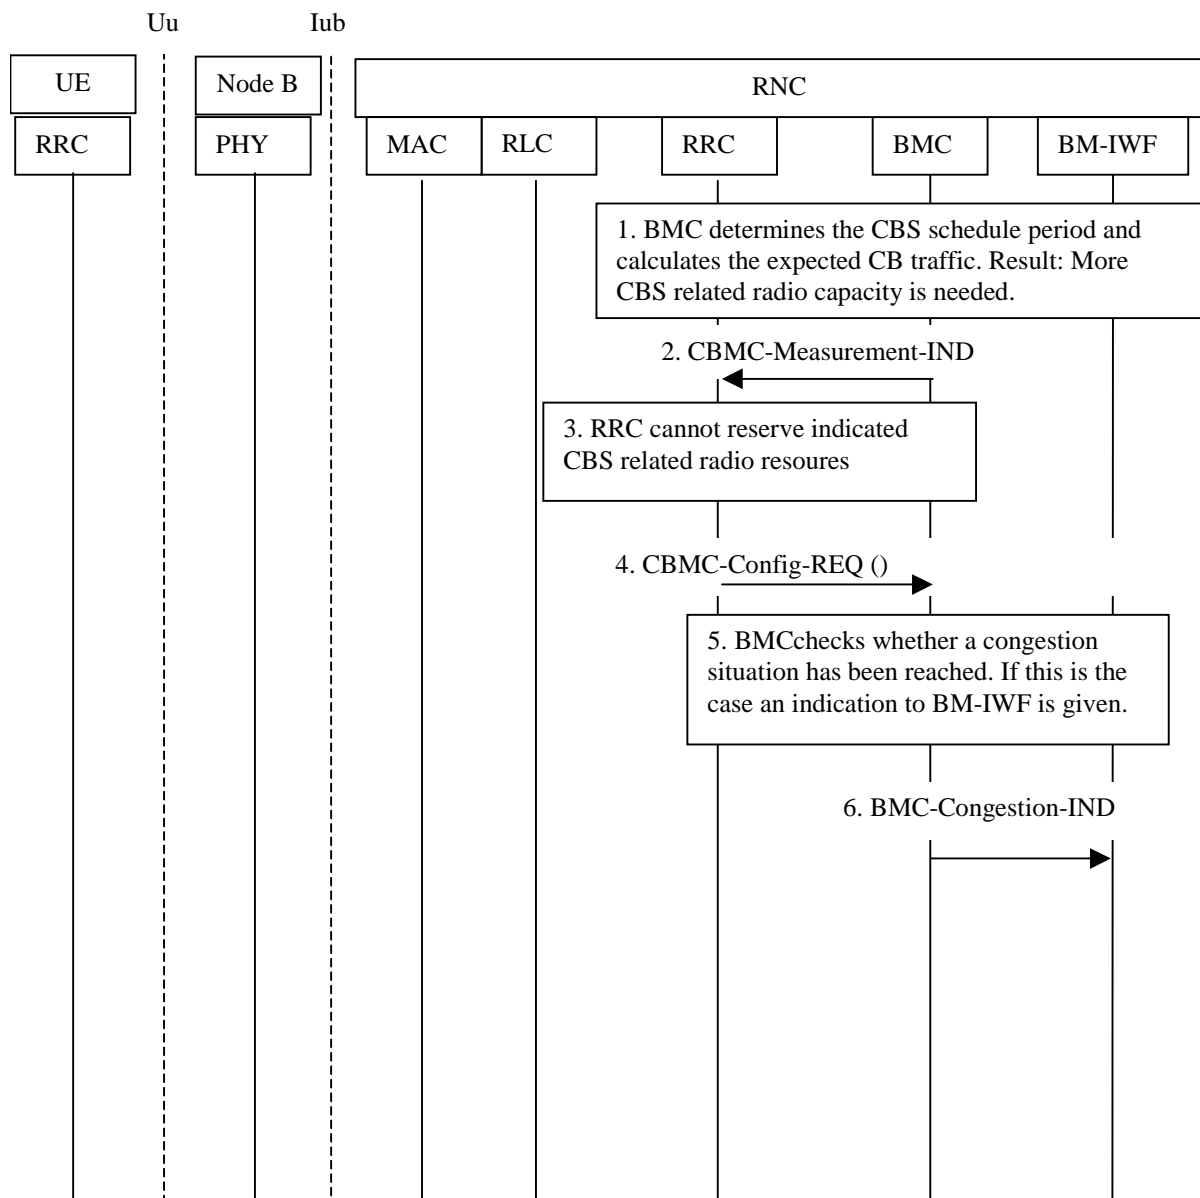 Uu
Iub
UE
Node B
RNC
RRC
PHY
MAC
RLC
RRC
BMC
BM-IWF
1. BMC determines the CBS schedule period and
calculates the expected CB traffic. Result: More
CBS related radio capacity is needed.
2. CBMC-Measurement-IND
3. RRC cannot reserve indicated
CBS related radio resoures
4. CBMC-Config-REQ ()
5. BMCchecks whether a congestion
situation has been reached. If this is the
case an indication to BM-IWF is given.
6. BMC-Congestion-IND